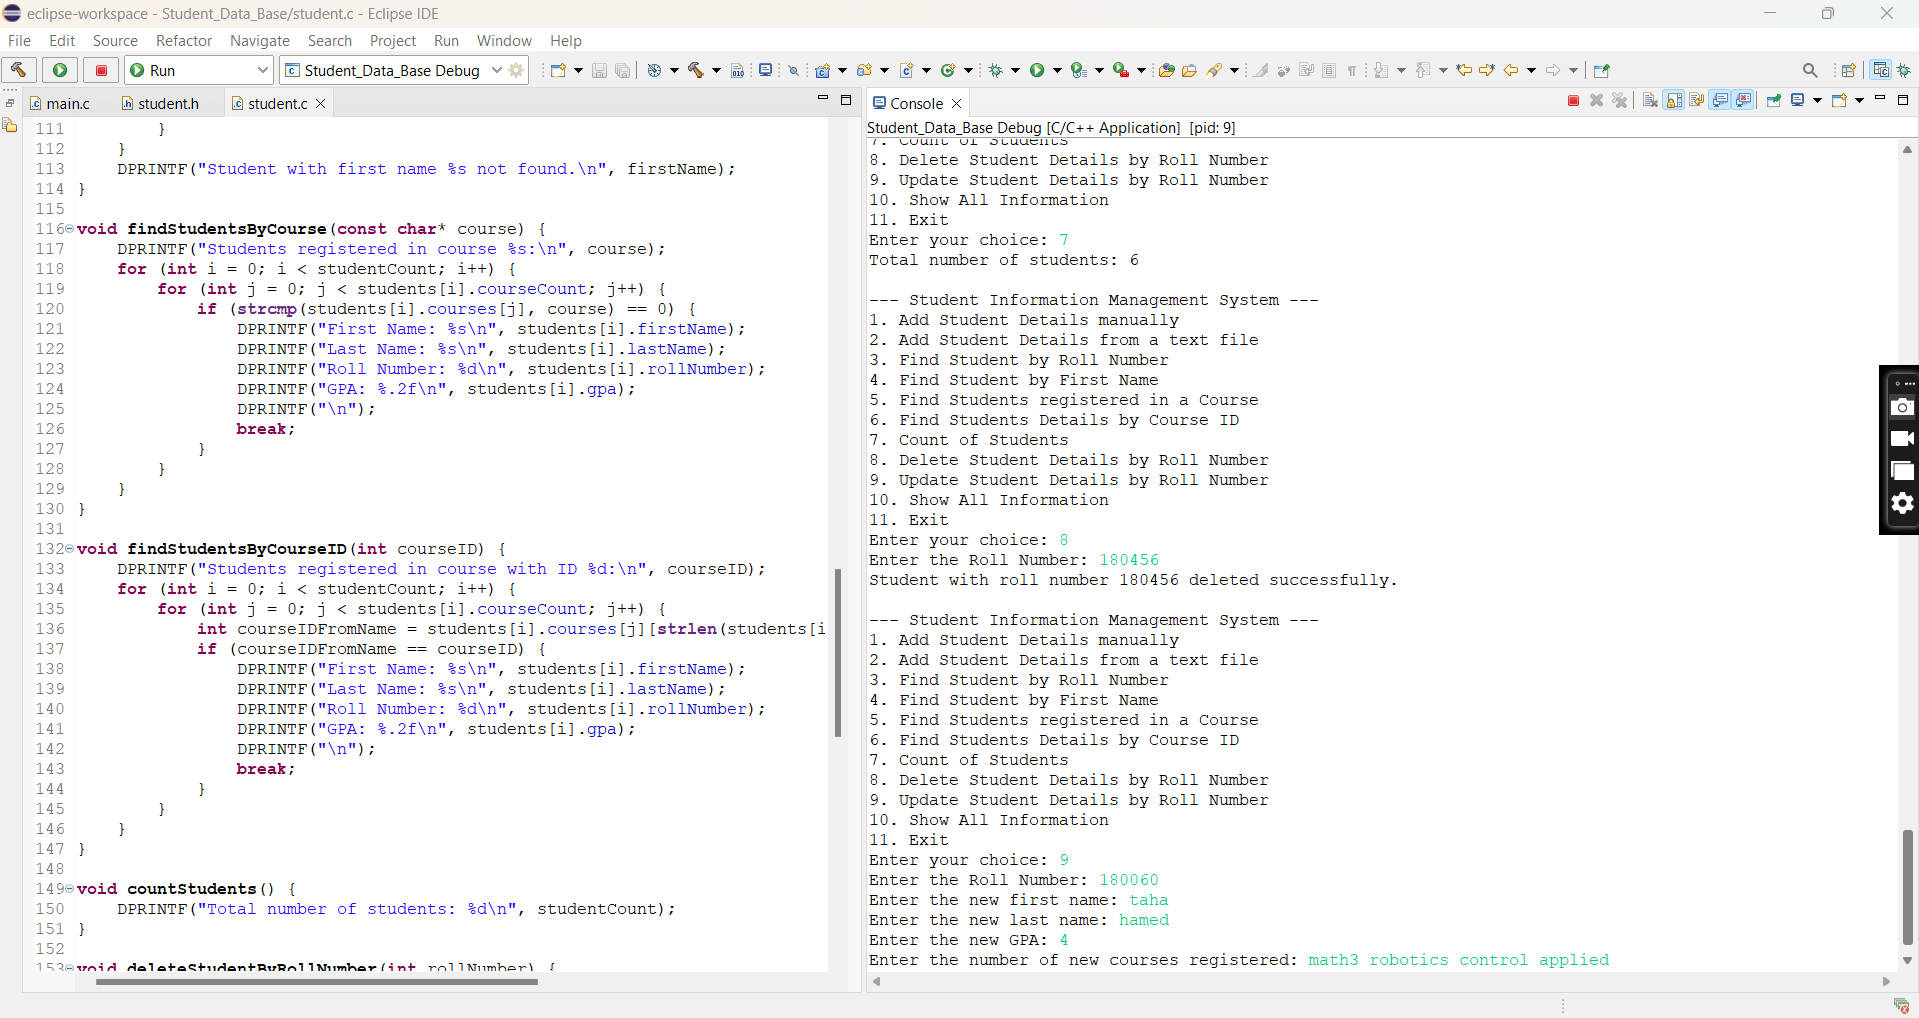 eclipse-workspace - Student_Data_Base/student.c - Eclipse IDE
File Edit Source Refactor Navigate Search Project Run Window Help
Run
Student_Data_Base Debug
main.c student.h student.c
111 }
112 }
113 DPRINTF("Student with first name %s not found.\n", firstName);
114 }
115
116 void findStudentsByCourse(const char* course) {
117 DPRINTF("Students registered in course %s:\n", course);
118 for (int i = 0; i < studentCount; i++) {
119 for (int j = 0; j < students[i].courseCount; j++) {
120 if (strcmp(students[i].courses[j], course) == 0) {
121 DPRINTF("First Name: %s\n", students[i].firstName);
122 DPRINTF("Last Name: %s\n", students[i].lastName);
123 DPRINTF("Roll Number: %d\n", students[i].rollNumber);
124 DPRINTF("GPA: %.2f\n", students[i].gpa);
125 DPRINTF("\n");
126 break;
127 }
128 }
129 }
130 }
131
132 void findStudentsByCourseID(int courseID) {
133 DPRINTF("Students registered in course with ID %d:\n", courseID);
134 for (int i = 0; i < studentCount; i++) {
135 for (int j = 0; j < students[i].courseCount; j++) {
136 int courseIDFromName = students[i].courses[j][strlen(students[i
137 if (courseIDFromName == courseID) {
138 DPRINTF("First Name: %s\n", students[i].firstName);
139 DPRINTF("Last Name: %s\n", students[i].lastName);
140 DPRINTF("Roll Number: %d\n", students[i].rollNumber);
141 DPRINTF("GPA: %.2f\n", students[i].gpa);
142 DPRINTF("\n");
143 break;
144 }
145 }
146 }
147 }
148
149 void countStudents() {
150 DPRINTF("Total number of students: %d\n", studentCount);
151 }
152
153 void deleteStudentByRollNumber(int rollNumber) {
Console
Student_Data_Base Debug [C/C++ Application] [pid: 9]
7. Count of Students
8. Delete Student Details by Roll Number
9. Update Student Details by Roll Number
10. Show All Information
11. Exit
Enter your choice: 7
Total number of students: 6
--- Student Information Management System ---
1. Add Student Details manually
2. Add Student Details from a text file
3. Find Student by Roll Number
4. Find Student by First Name
5. Find Students registered in a Course
6. Find Students Details by Course ID
7. Count of Students
8. Delete Student Details by Roll Number
9. Update Student Details by Roll Number
10. Show All Information
11. Exit
Enter your choice: 8
Enter the Roll Number: 180456
Student with roll number 180456 deleted successfully.
--- Student Information Management System ---
1. Add Student Details manually
2. Add Student Details from a text file
3. Find Student by Roll Number
4. Find Student by First Name
5. Find Students registered in a Course
6. Find Students Details by Course ID
7. Count of Students
8. Delete Student Details by Roll Number
9. Update Student Details by Roll Number
10. Show All Information
11. Exit
Enter your choice: 9
Enter the Roll Number: 180060
Enter the new first name: taha
Enter the new last name: hamed
Enter the new GPA: 4
Enter the number of new courses registered: math3 robotics control applied